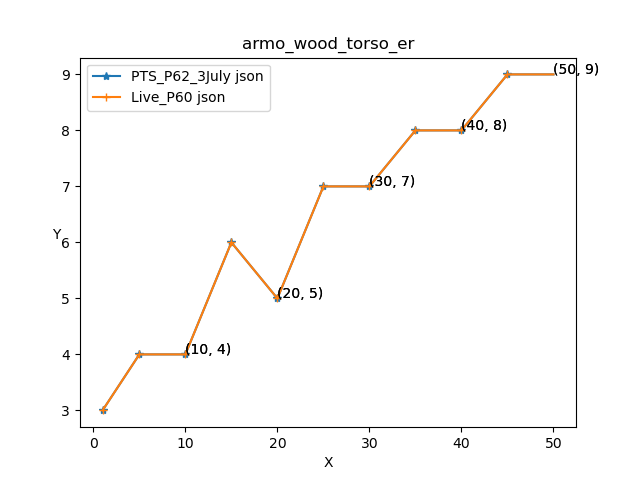 armo_wood_torso_er
PTS_P62_3July json
Live_P60 json
(50, 9)
(40, 8)
(30, 7)
(20, 5)
(10, 4)
Y
9
8
7
6
5
4
3
0 10 20 30 40 50
X